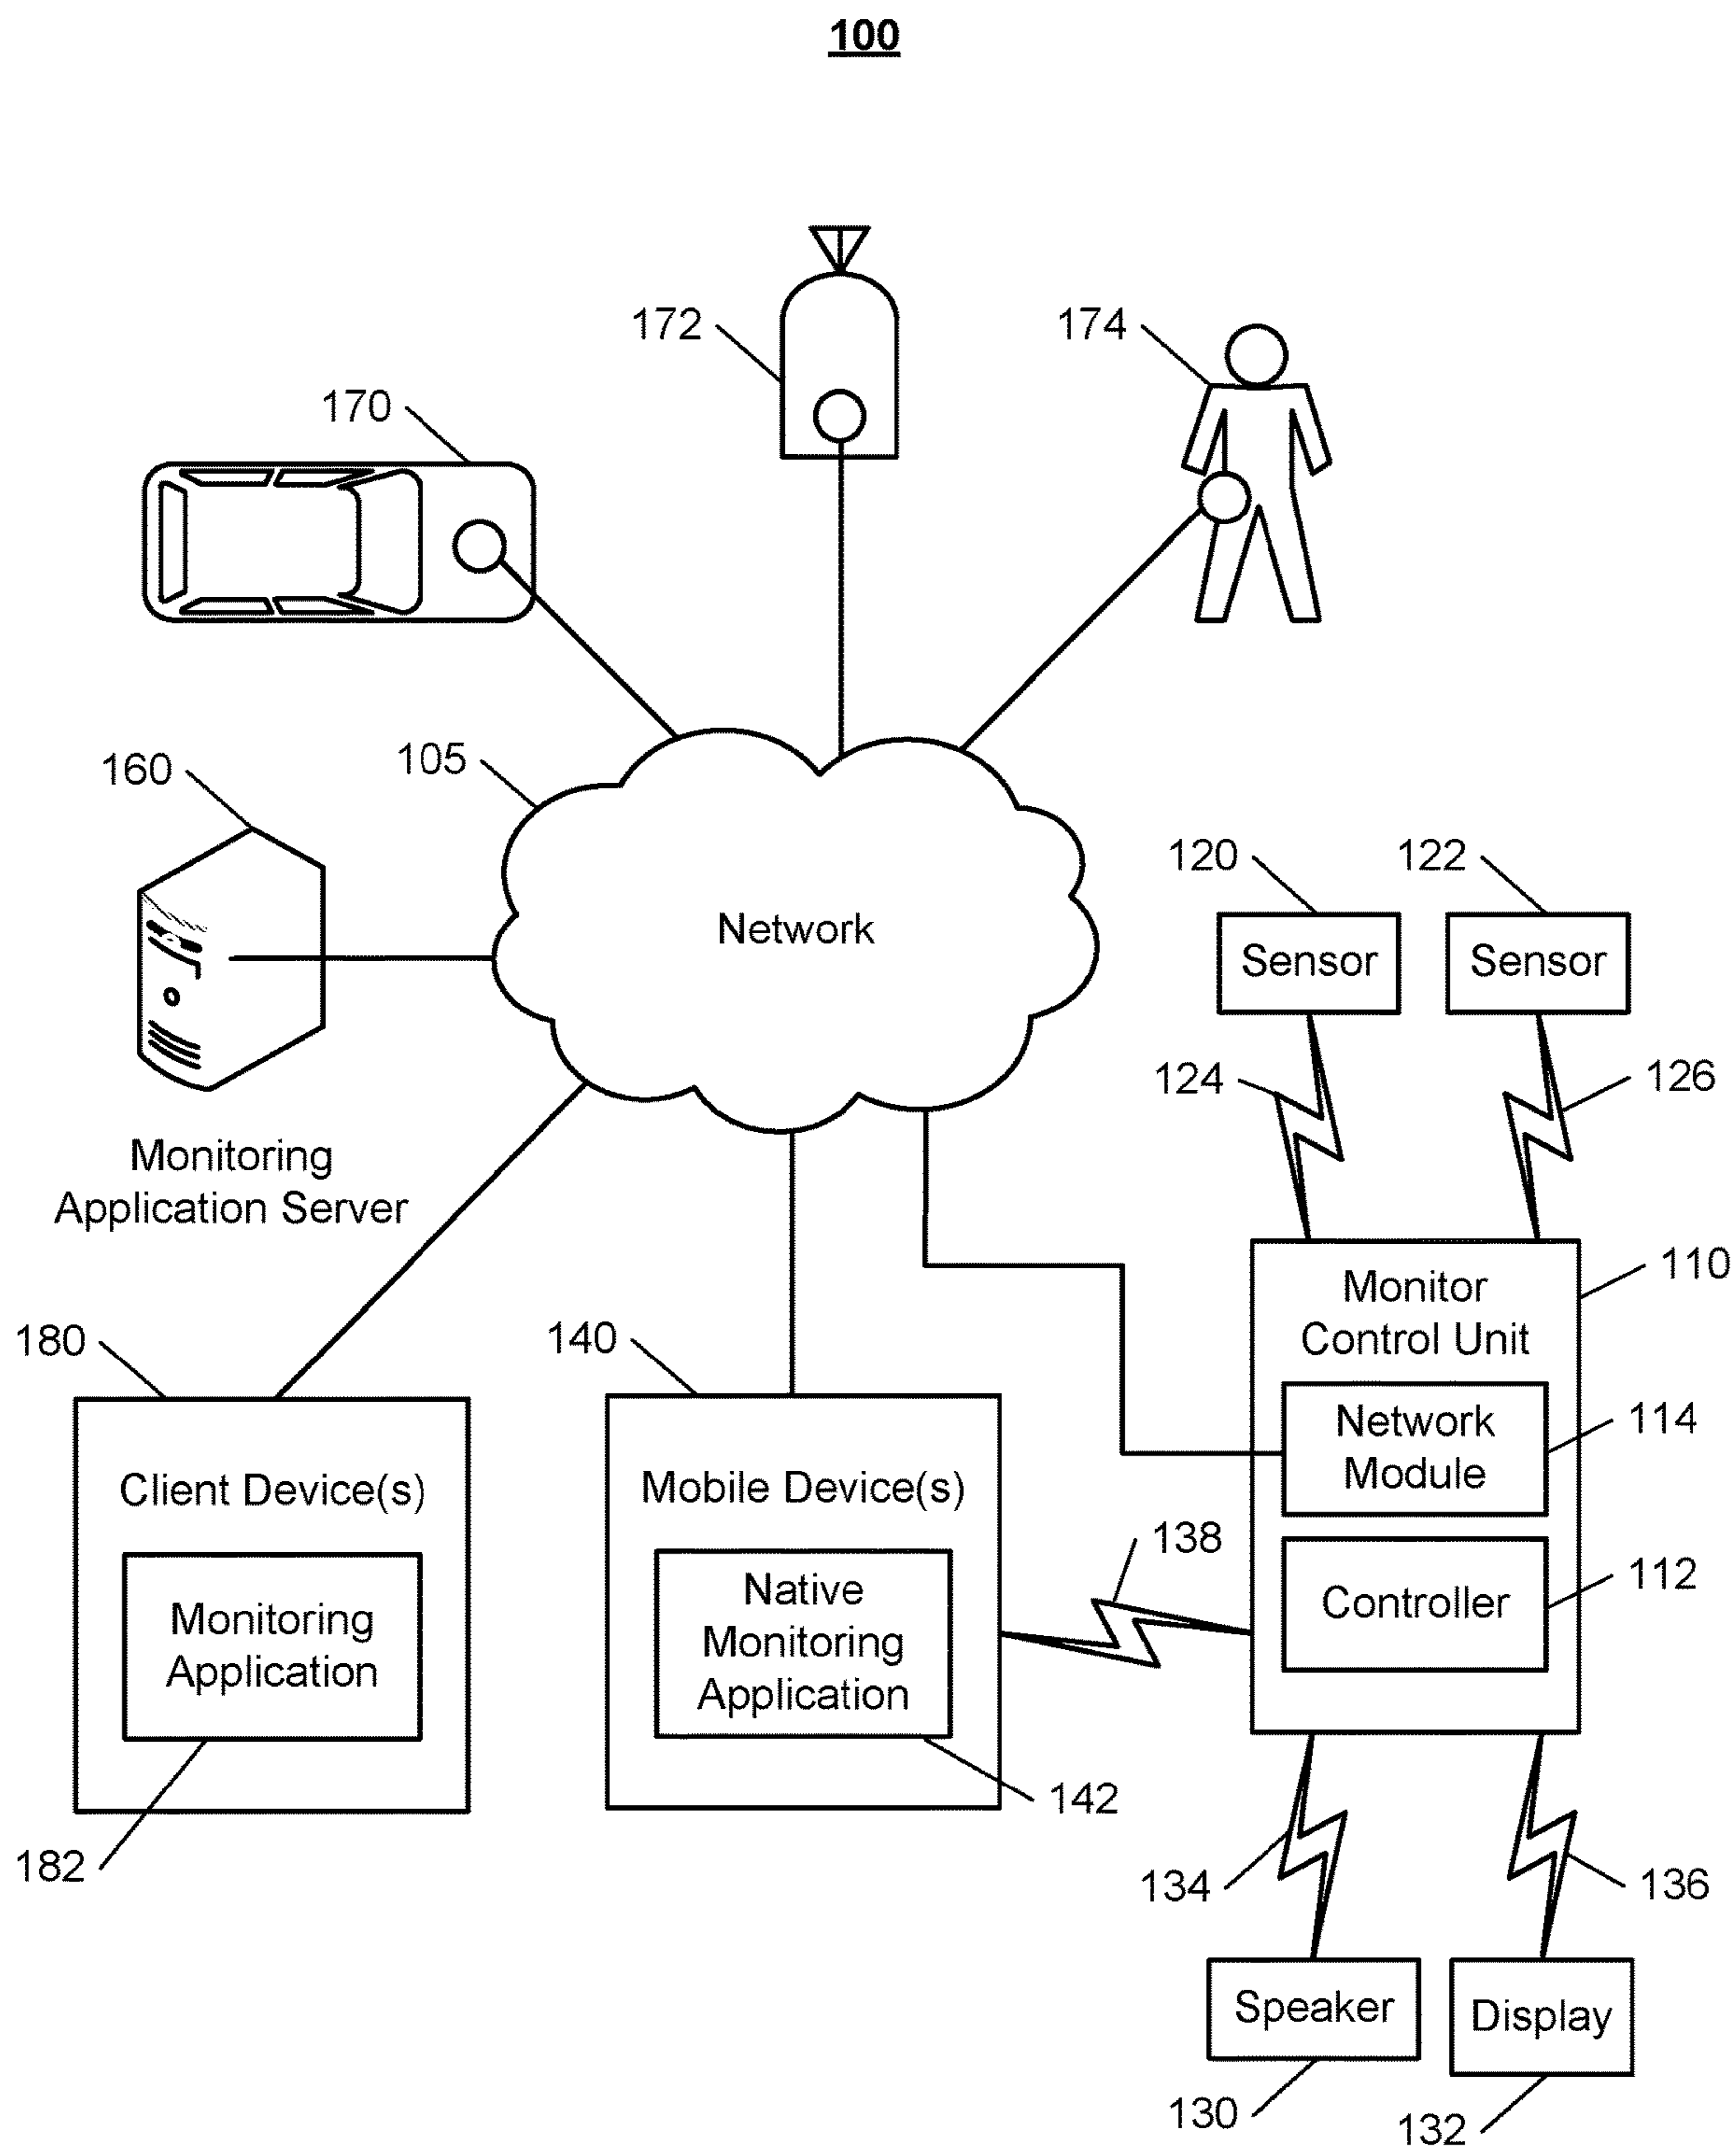 100
172
174
170
105
160
Network
120
122
Sensor
Sensor
124
126
Monitoring
Application Server
110
Monitor
Control Unit
180
140
Network
Module
114
Client Device(s)
Mobile Device(s)
138
112
Controller
Monitoring
Application
Native
Monitoring
Application
142
182
134
136
Speaker
Display
130
132